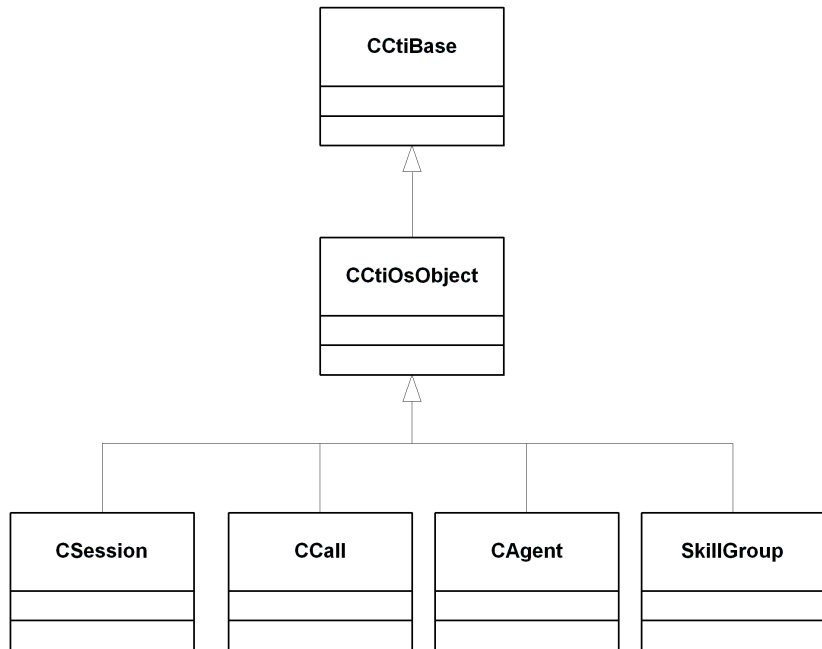 CCtiBase
CCtiOsObject
CSession
CCall
CAgent
SkillGroup